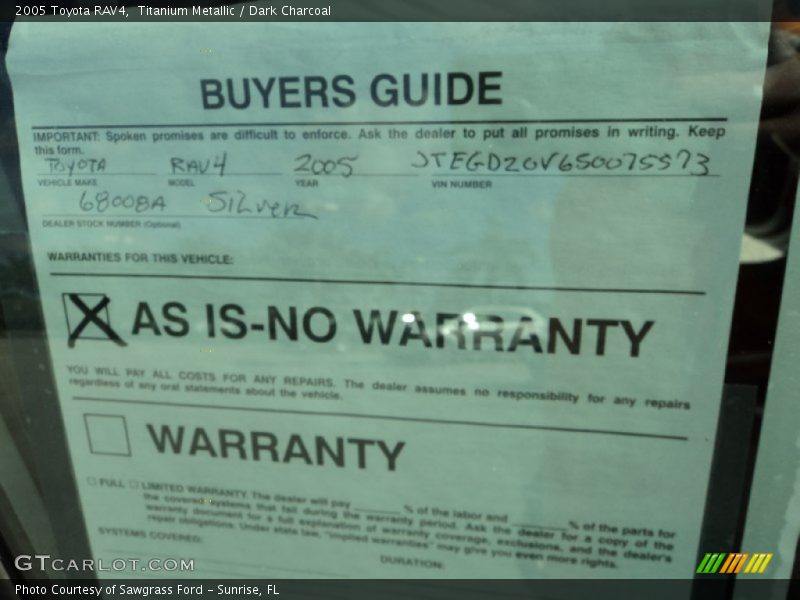 2005 Toyota RAV4, Titanium Metallic / Dark Charcoal
BUYERS GUIDE
IMPORTANT: Spoken promises are difficult to enforce. Ask the dealer to put all promises in writing. Keep
this form.
TOYOTA RAV4 2005 JTEGD20V650075573
VEHICLE MAKE MODEL YEAR VIN NUMBER
68008A Silver
DEALER STOCK NUMBER (Optional)
WARRANTIES FOR THIS VEHICLE:
X AS IS-NO WARRANTY
YOU WILL PAY ALL COSTS FOR ANY REPAIRS. The dealer assumes no responsibility for any repairs
regardless of any oral statements about the vehicle.
WARRANTY
FULL LIMITED WARRANTY. The dealer will pay ______ % of the labor and ______ % of the parts for
the covered systems that fail during the warranty period. Ask the dealer for a copy of the
warranty document for a full explanation of warranty coverage, exclusions, and the dealer's
repair obligations. Under state law, "implied warranties" may give you even more rights.
SYSTEMS COVERED: DURATION:
GTCARLOT.COM
Photo Courtesy of Sawgrass Ford - Sunrise, FL